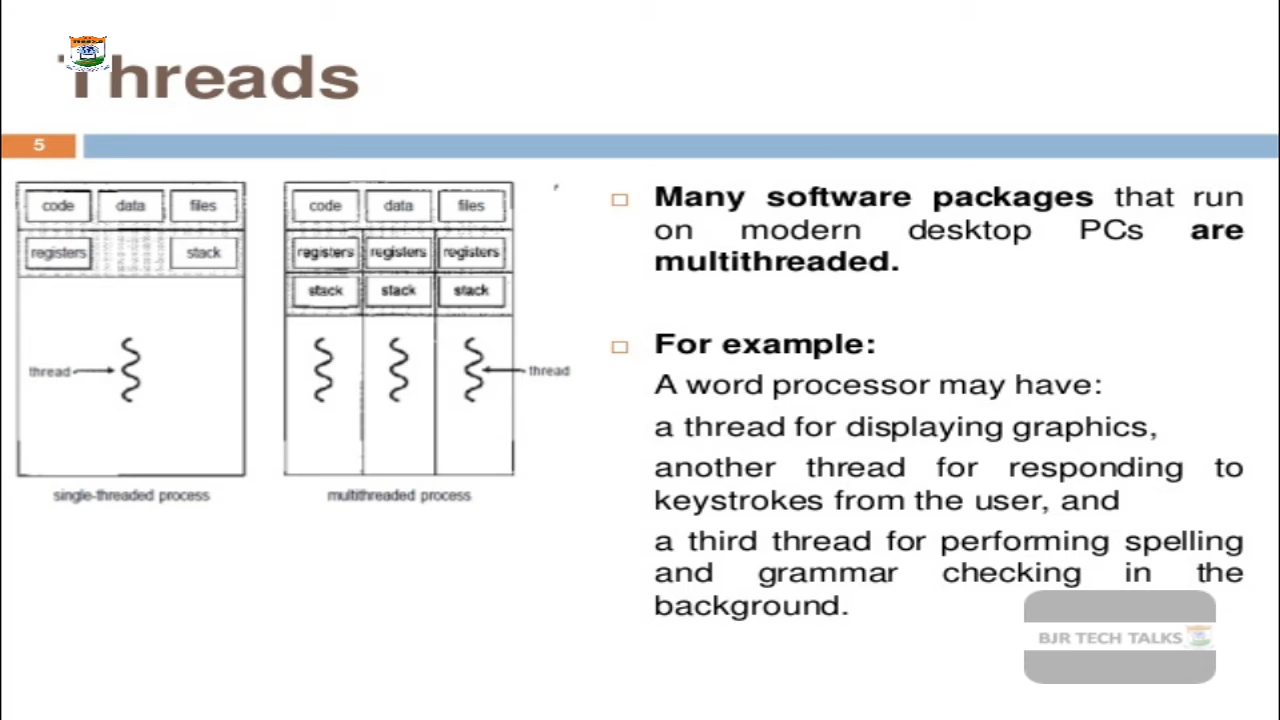 Threads
5
code data files
registers stack
thread
single-threaded process
code data files
registers registers registers
stack stack stack
thread
multithreaded process
Many software packages that run
on modern desktop PCs are
multithreaded.
For example:
A word processor may have:
a thread for displaying graphics,
another thread for responding to
keystrokes from the user, and
a third thread for performing spelling
and grammar checking in the
background.
BJR TECH TALKS